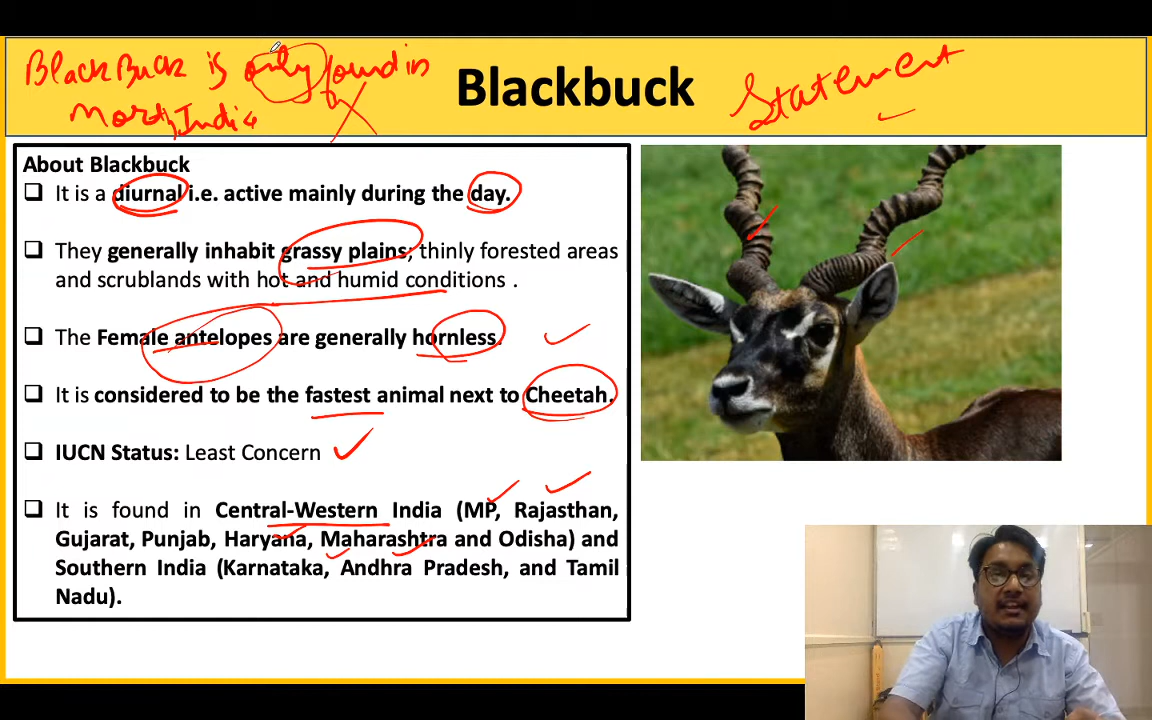 BlackBuck is only found in
North India
Blackbuck
Statement
About Blackbuck
❑ It is a diurnal i.e. active mainly during the day.
❑ They generally inhabit grassy plains, thinly forested areas
and scrublands with hot and humid conditions .
❑ The Female antelopes are generally hornless.
❑ It is considered to be the fastest animal next to Cheetah.
❑ IUCN Status: Least Concern
❑ It is found in Central-Western India (MP, Rajasthan,
Gujarat, Punjab, Haryana, Maharashtra and Odisha) and
Southern India (Karnataka, Andhra Pradesh, and Tamil
Nadu).